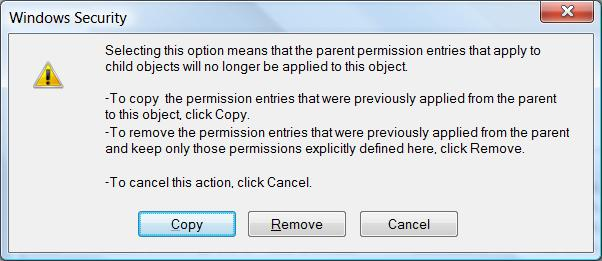 Windows Security
Selecting this option means that the parent permission entries that apply to
child objects will no longer be applied to this object.
-To copy the permission entries that were previously applied from the parent
to this object, click Copy.
-To remove the permission entries that were previously applied from the parent
and keep only those permissions explicitly defined here, click Remove.
-To cancel this action, click Cancel.
Copy Remove Cancel